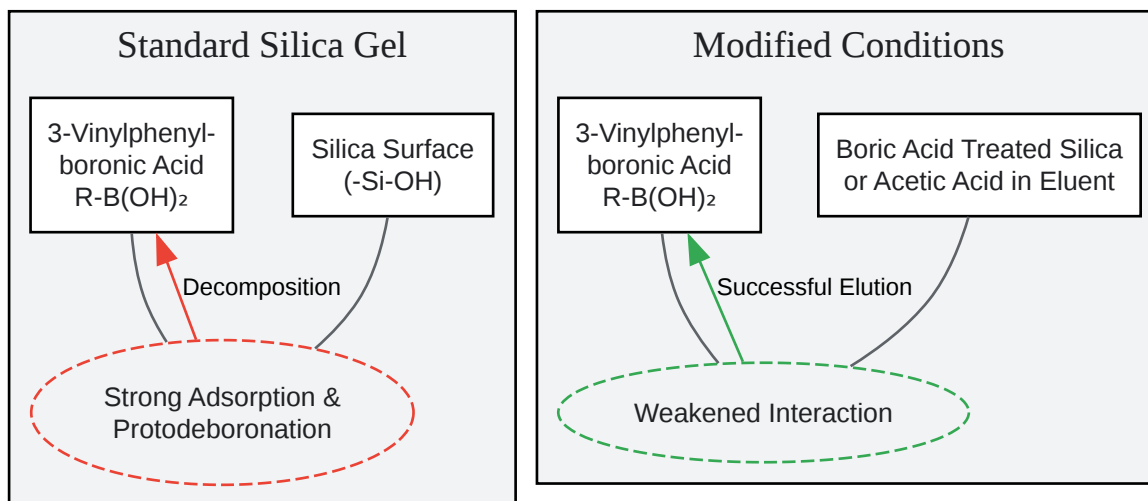 Standard Silica Gel
3-Vinylphenyl-
boronic Acid
R-B(OH)₂
Silica Surface
(-Si-OH)
Decomposition
Strong Adsorption &
Protodeboronation
Modified Conditions
3-Vinylphenyl-
boronic Acid
R-B(OH)₂
Boric Acid Treated Silica
or Acetic Acid in Eluent
Successful Elution
Weakened Interaction